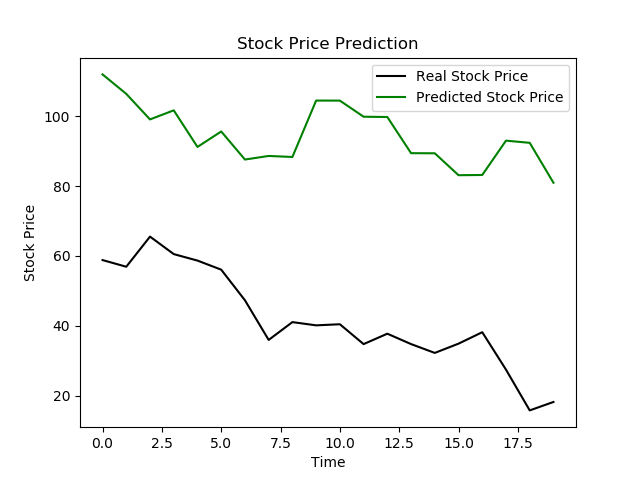 Stock Price Prediction
Real Stock Price
Predicted Stock Price
100
80
60
40
20
Stock Price
0.0 2.5 5.0 7.5 10.0 12.5 15.0 17.5
Time